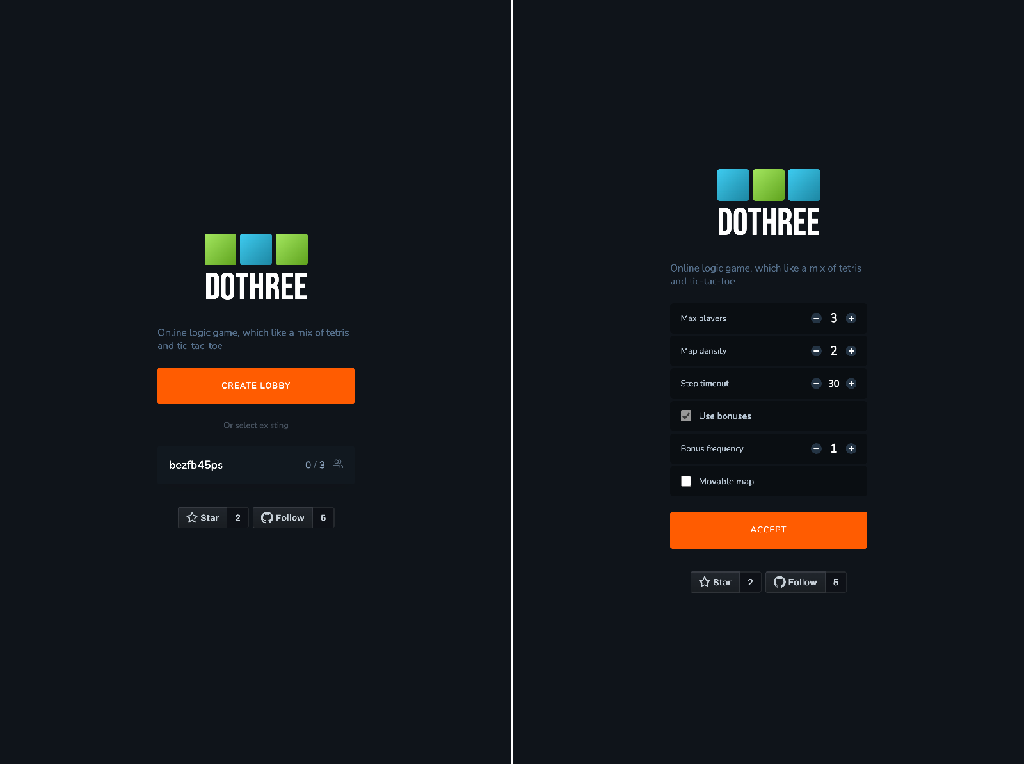 DOTHREE
Online logic game, which like a mix of tetris
and tic-tac-toe
CREATE LOBBY
Or select existing
bezfb45ps 0 / 3
Star 2 Follow 6
DOTHREE
Online logic game, which like a mix of tetris
and tic-tac-toe
Max players 3
Map density 2
Step timeout 30
Use bonuses
Bonus frequency 1
Movable map
ACCEPT
Star 2 Follow 6